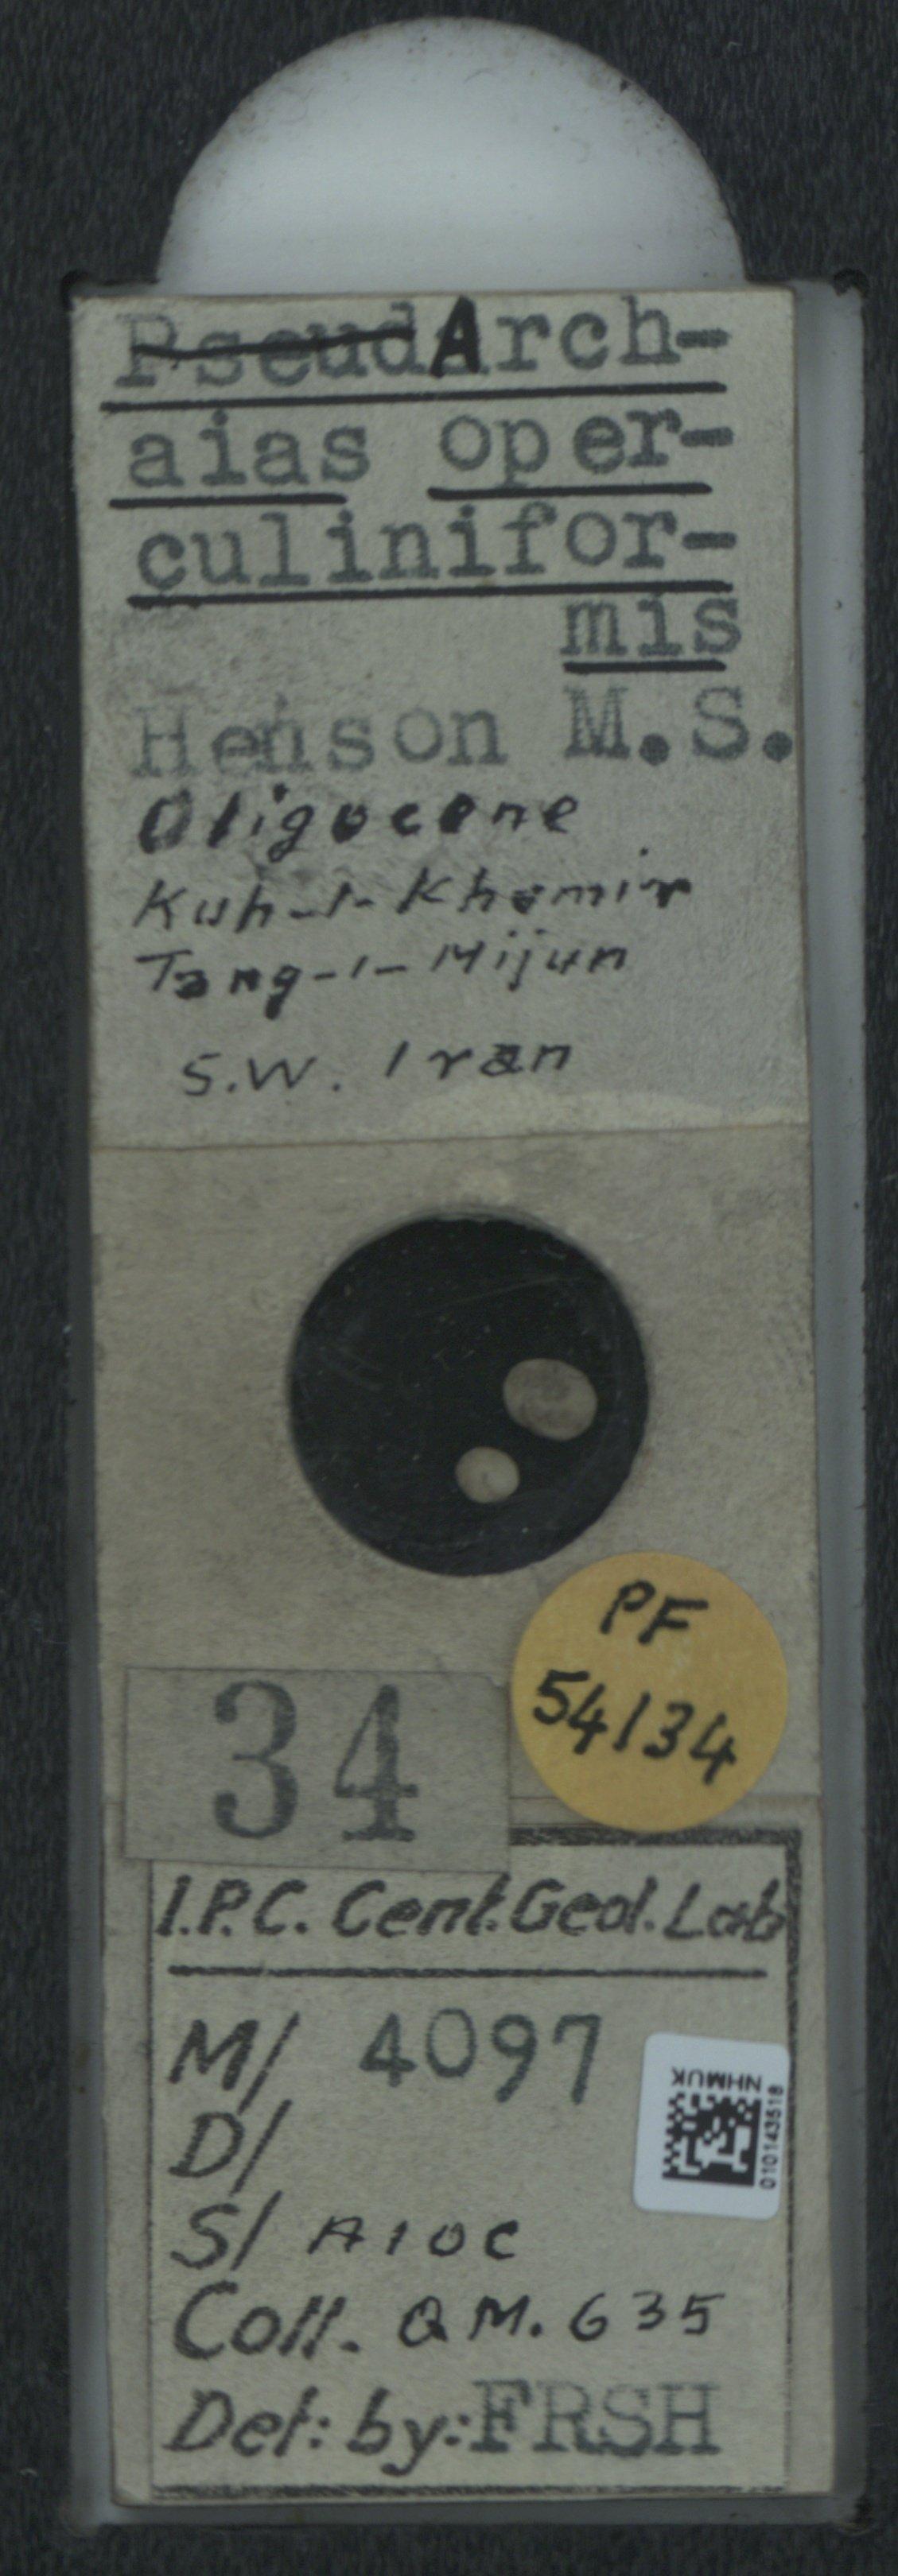 PseudArch-
aias oper-
culinifor-
mis
Henson M.S.
Oligocene
Kuh-i-Khamir
Tang-i-Mijun
S.W. Iran
PF
54134
34
I.P.C. Cent. Geol. Lab
M/ 4097
D/
S/ AIOC
Coll. QM. 635
Det: by: FRSH
NHMUK
010143518